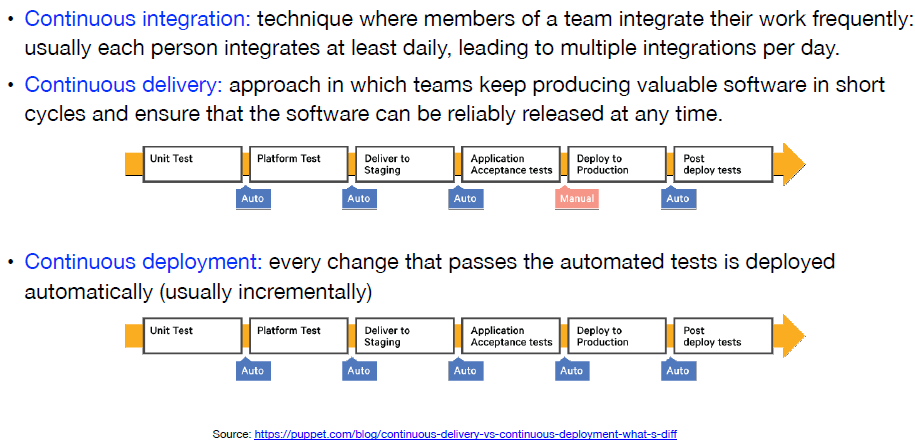 • Continuous integration: technique where members of a team integrate their work frequently:
usually each person integrates at least daily, leading to multiple integrations per day.
• Continuous delivery: approach in which teams keep producing valuable software in short
cycles and ensure that the software can be reliably released at any time.
Unit Test
Platform Test
Deliver to
Staging
Application
Acceptance tests
Deploy to
Production
Post
deploy tests
Auto
Auto
Auto
Manual
Auto
• Continuous deployment: every change that passes the automated tests is deployed
automatically (usually incrementally)
Unit Test
Platform Test
Deliver to
Staging
Application
Acceptance tests
Deploy to
Production
Post
deploy tests
Auto
Auto
Auto
Auto
Auto
Source: https://puppet.com/blog/continuous-delivery-vs-continuous-deployment-what-s-diff